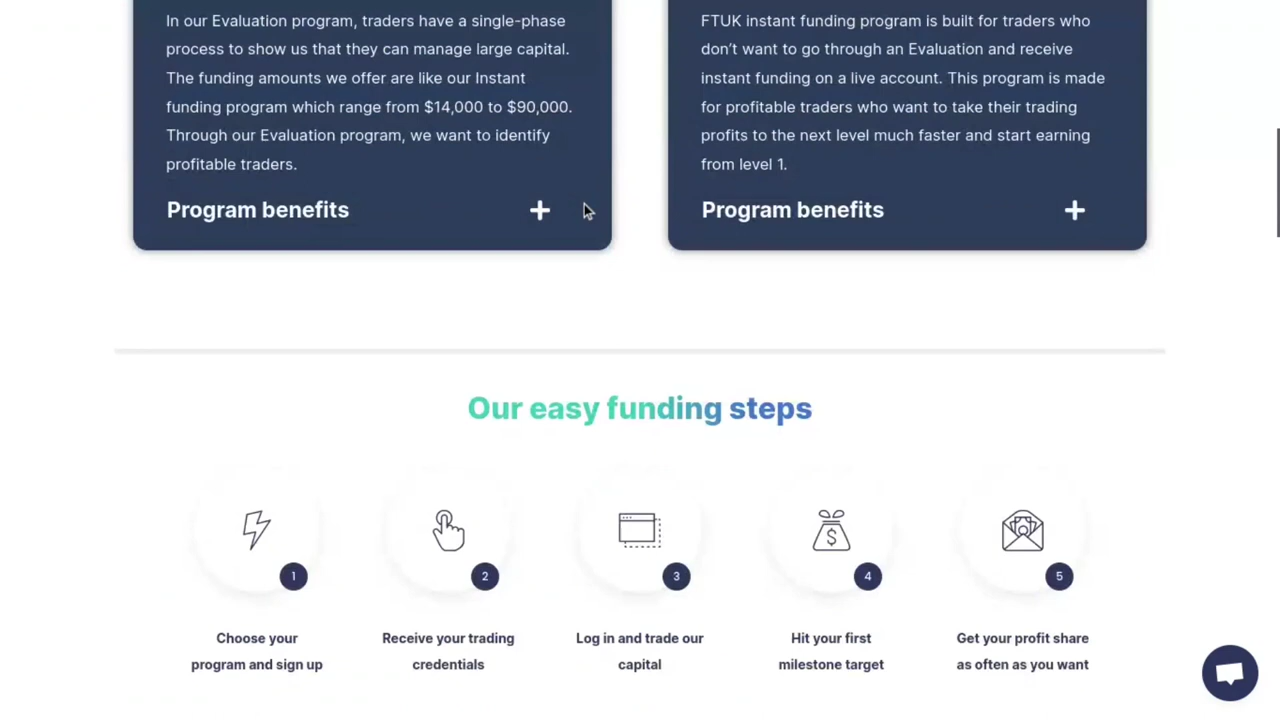 In our Evaluation program, traders have a single-phase
process to show us that they can manage large capital.
The funding amounts we offer are like our Instant
funding program which range from $14,000 to $90,000.
Through our Evaluation program, we want to identify
profitable traders.
Program benefits
FTUK instant funding program is built for traders who
don’t want to go through an Evaluation and receive
instant funding on a live account. This program is made
for profitable traders who want to take their trading
profits to the next level much faster and start earning
from level 1.
Program benefits
Our easy funding steps
1
Choose your
program and sign up
2
Receive your trading
credentials
3
Log in and trade our
capital
$
4
Hit your first
milestone target
5
Get your profit share
as often as you want